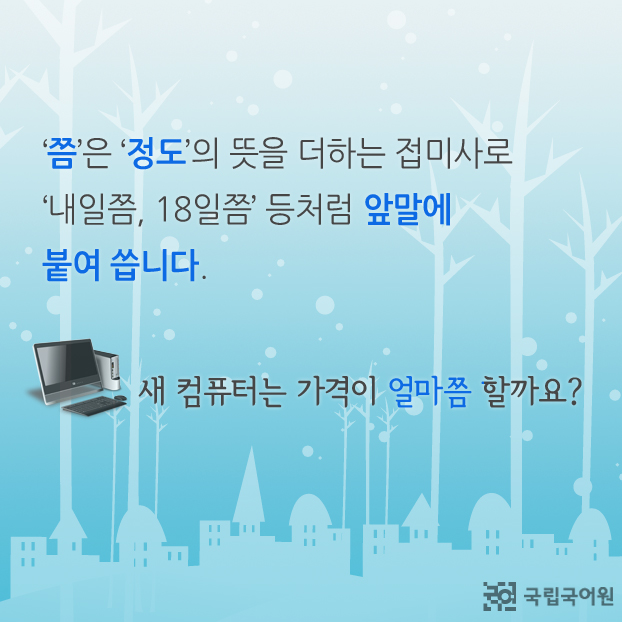 ‘쯤’은 ‘정도’의 뜻을 더하는 접미사로
‘내일쯤, 18일쯤’ 등처럼 앞말에
붙여 씁니다.
새 컴퓨터는 가격이 얼마쯤 할까요?
국립국어원